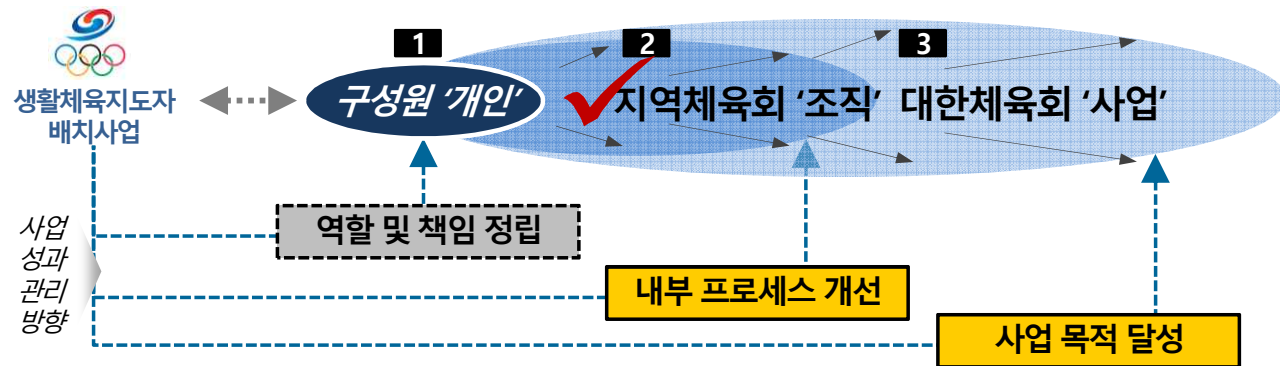 1
2
3
생활체육지도자
배치사업
구성원 '개인'
지역체육회 '조직'
대한체육회 '사업'
역할 및 책임 정립
내부 프로세스 개선
사업 목적 달성
사업
성과
관리
방향